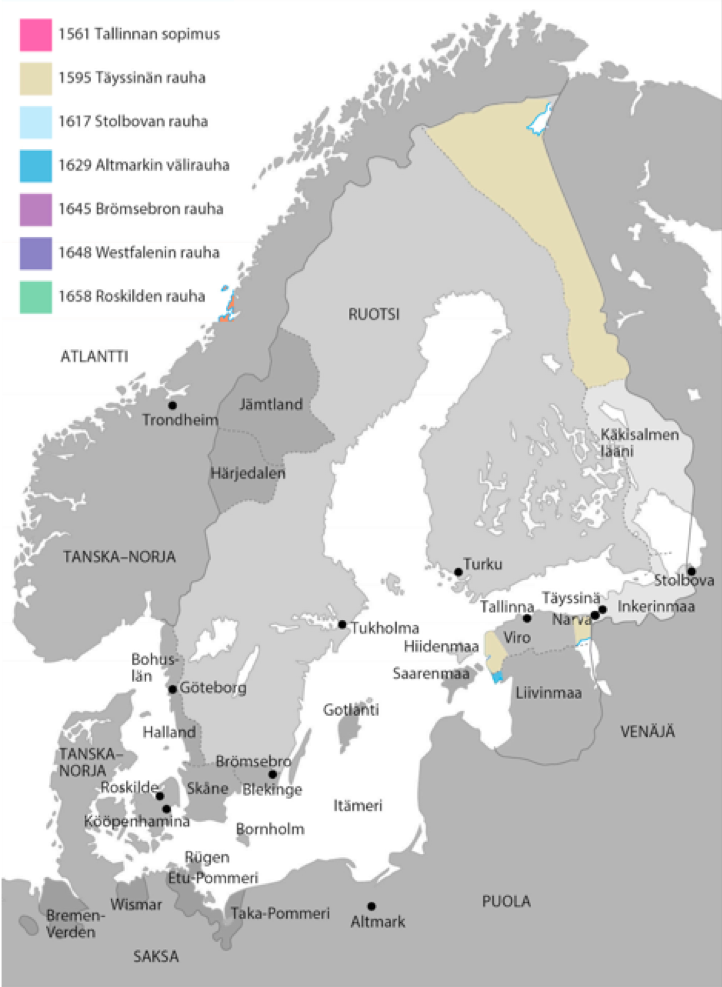 1561 Tallinnan sopimus
1595 Täyssinän rauha
1617 Stolbovan rauha
1629 Altmarkin välirauha
1645 Brömsebron rauha
1648 Westfalenin rauha
1658 Roskilden rauha
RUOTSI
ATLANTTI
Jämtland
Trondheim
Käkisalmen
lääni
Härjedalen
TANSKA–NORJA
Turku
Stolbova
Täyssinä
Tallinna
Inkerinmaa
Narva
Tukholma
Viro
Hiidenmaa
Bohus-
län
Saarenmaa
Göteborg
Liivinmaa
Gotlanti
Halland
VENÄJÄ
TANSKA–
NORJA
Brömsebro
Roskilde
Skåne
Blekinge
Itämeri
Kööpenhamina
Bornholm
Rügen
Etu-Pommeri
Wismar
Taka-Pommeri
PUOLA
Bremen-
Verden
Altmark
SAKSA